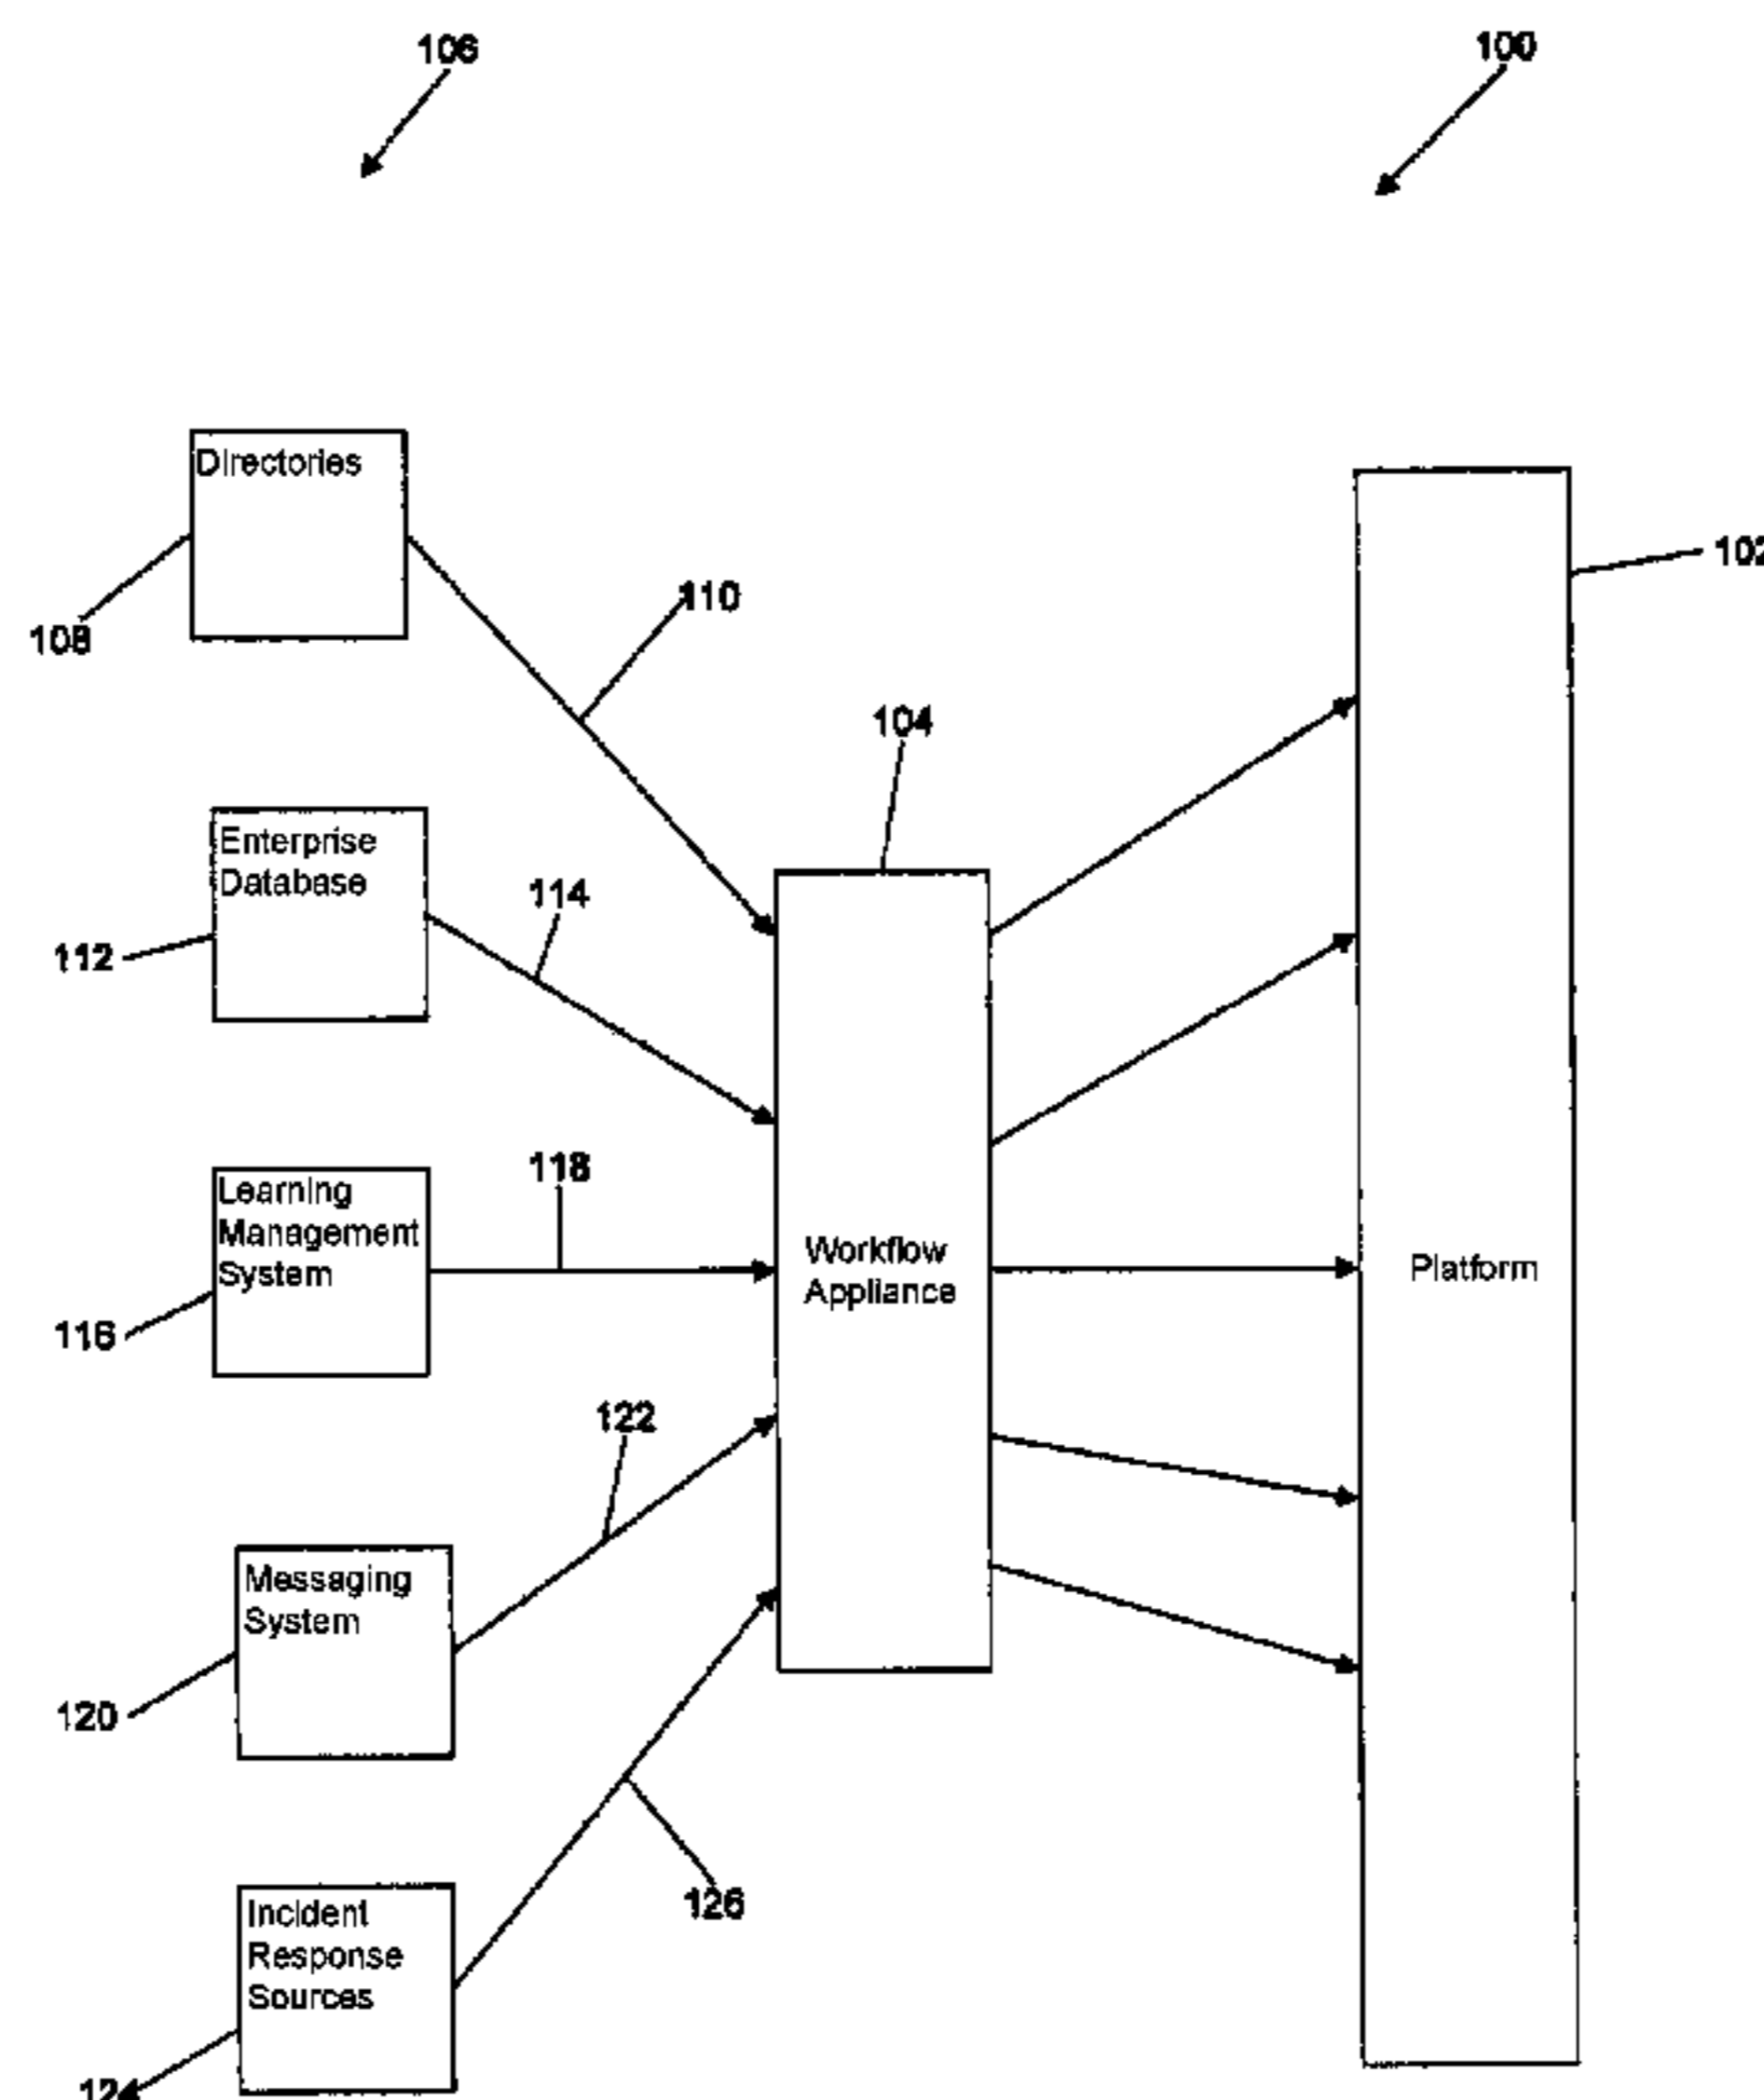 106
100
Directories
108
110
102
104
Enterprise
Database
112
114
Learning
Management
System
116
118
Workflow
Appliance
Platform
122
Messaging
System
120
126
Incident
Response
Sources
124